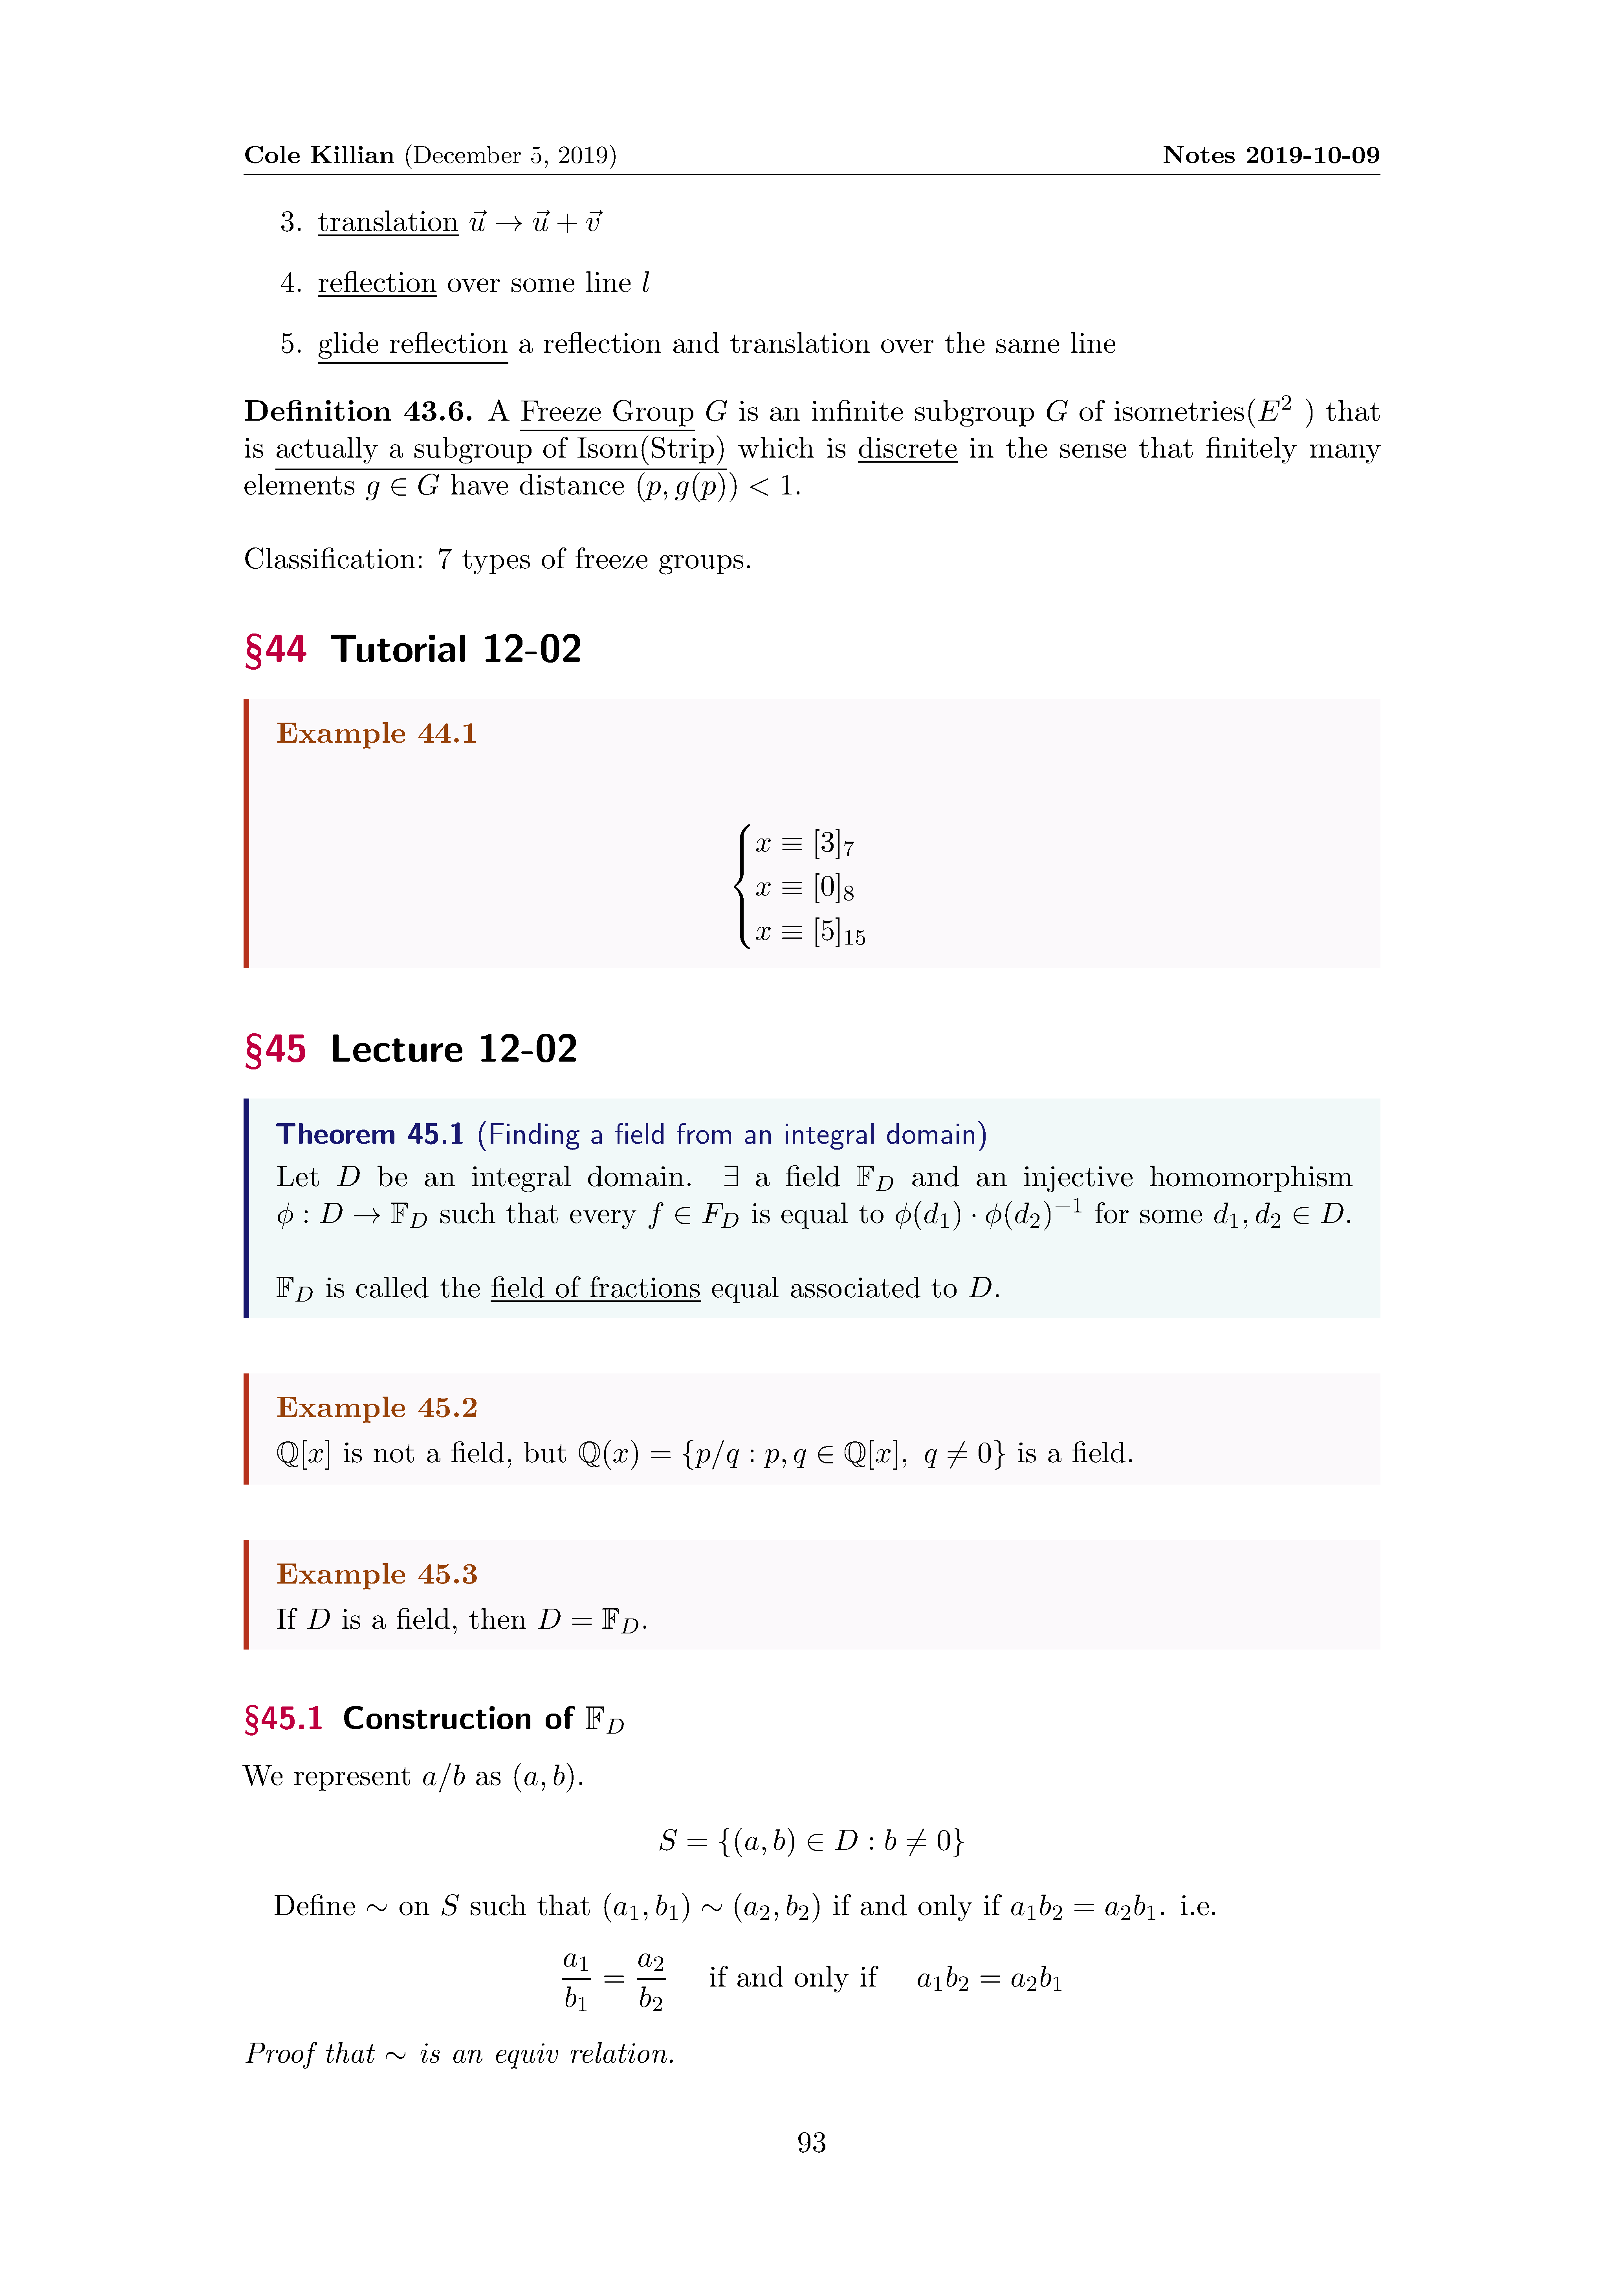 Cole Killian (December 5, 2019) Notes 2019-10-09
3. translation $\vec{u} \to \vec{u} + \vec{v}$
4. reflection over some line $l$
5. glide reflection a reflection and translation over the same line
Definition 43.6. A Freeze Group $G$ is an infinite subgroup $G$ of isometries($E^2$ ) that
is actually a subgroup of Isom(Strip) which is discrete in the sense that finitely many
elements $g \in G$ have distance $(p, g(p)) < 1$.
Classification: 7 types of freeze groups.
§44 Tutorial 12-02
Example 44.1
$\begin{cases} x \equiv [3]_7 \\ x \equiv [0]_8 \\ x \equiv [5]_{15} \end{cases}$
§45 Lecture 12-02
Theorem 45.1 (Finding a field from an integral domain)
Let $D$ be an integral domain. $\exists$ a field $\mathbb{F}_D$ and an injective homomorphism
$\phi : D \to \mathbb{F}_D$ such that every $f \in F_D$ is equal to $\phi(d_1) \cdot \phi(d_2)^{-1}$ for some $d_1, d_2 \in D$.
$\mathbb{F}_D$ is called the field of fractions equal associated to $D$.
Example 45.2
$\mathbb{Q}[x]$ is not a field, but $\mathbb{Q}(x) = \{p/q : p, q \in \mathbb{Q}[x],\ q \neq 0\}$ is a field.
Example 45.3
If $D$ is a field, then $D = \mathbb{F}_D$.
§45.1 Construction of $\mathbb{F}_D$
We represent $a/b$ as $(a, b)$.
$S = \{(a, b) \in D : b \neq 0\}$
Define $\sim$ on $S$ such that $(a_1, b_1) \sim (a_2, b_2)$ if and only if $a_1b_2 = a_2b_1$. i.e.
$\frac{a_1}{b_1} = \frac{a_2}{b_2}$ if and only if $a_1b_2 = a_2b_1$
Proof that $\sim$ is an equiv relation.
93